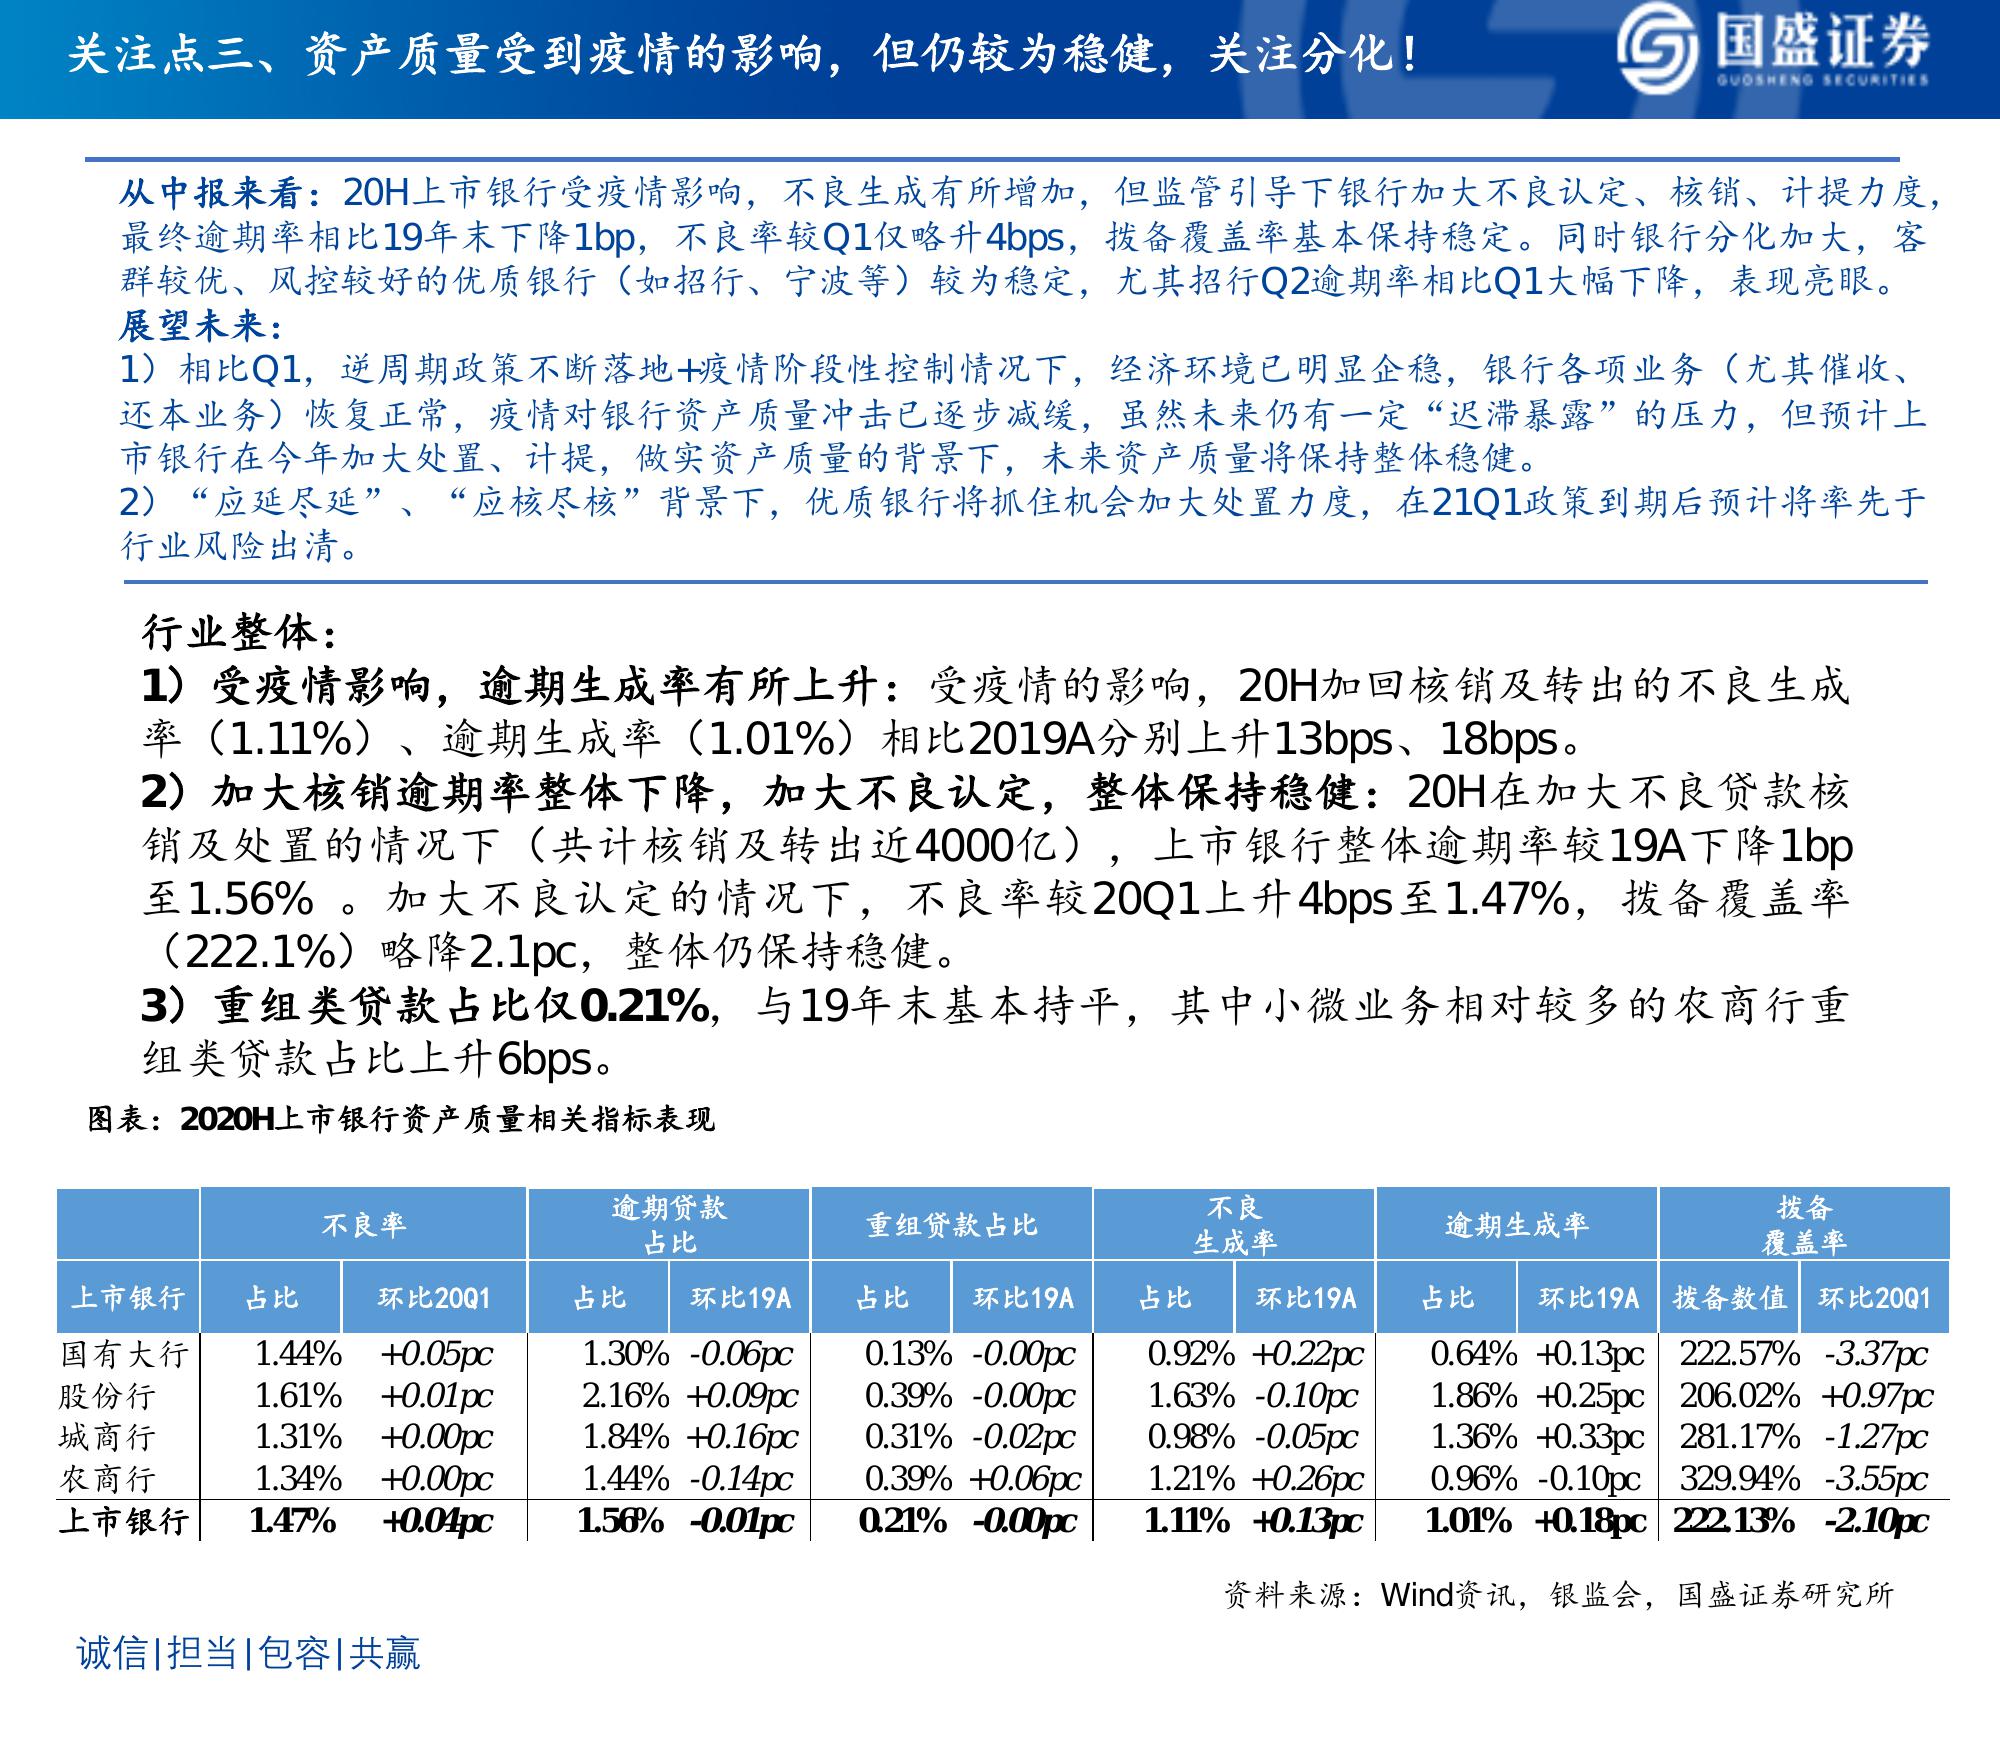 关注点三、资产质量受到疫情的影响，但仍较为稳健，关注分化！
国盛证券
GUOSHENG SECURITIES
从中报来看：20H上市银行受疫情影响，不良生成有所增加，但监管引导下银行加大不良认定、核销、计提力度，
最终逾期率相比19年末下降1bp，不良率较Q1仅略升4bps，拨备覆盖率基本保持稳定。同时银行分化加大，客
群较优、风控较好的优质银行（如招行、宁波等）较为稳定，尤其招行Q2逾期率相比Q1大幅下降，表现亮眼。
展望未来：
1）相比Q1，逆周期政策不断落地+疫情阶段性控制情况下，经济环境已明显企稳，银行各项业务（尤其催收、
还本业务）恢复正常，疫情对银行资产质量冲击已逐步减缓，虽然未来仍有一定“迟滞暴露”的压力，但预计上
市银行在今年加大处置、计提，做实资产质量的背景下，未来资产质量将保持整体稳健。
2）“应延尽延”、“应核尽核”背景下，优质银行将抓住机会加大处置力度，在21Q1政策到期后预计将率先于
行业风险出清。
行业整体：
1）受疫情影响，逾期生成率有所上升：受疫情的影响，20H加回核销及转出的不良生成
率（1.11%）、逾期生成率（1.01%）相比2019A分别上升13bps、18bps。
2）加大核销逾期率整体下降，加大不良认定，整体保持稳健：20H在加大不良贷款核
销及处置的情况下（共计核销及转出近4000亿），上市银行整体逾期率较19A下降1bp
至1.56% 。加大不良认定的情况下，不良率较20Q1上升4bps至1.47%，拨备覆盖率
（222.1%）略降2.1pc，整体仍保持稳健。
3）重组类贷款占比仅0.21%，与19年末基本持平，其中小微业务相对较多的农商行重
组类贷款占比上升6bps。
图表：2020H上市银行资产质量相关指标表现
不良率 逾期贷款占比 重组贷款占比 不良生成率 逾期生成率 拨备覆盖率
上市银行 占比 环比20Q1 占比 环比19A 占比 环比19A 占比 环比19A 占比 环比19A 拨备数值 环比20Q1
国有大行 1.44% +0.05pc 1.30% -0.06pc 0.13% -0.00pc 0.92% +0.22pc 0.64% +0.13pc 222.57% -3.37pc
股份行 1.61% +0.01pc 2.16% +0.09pc 0.39% -0.00pc 1.63% -0.10pc 1.86% +0.25pc 206.02% +0.97pc
城商行 1.31% +0.00pc 1.84% +0.16pc 0.31% -0.02pc 0.98% -0.05pc 1.36% +0.33pc 281.17% -1.27pc
农商行 1.34% +0.00pc 1.44% -0.14pc 0.39% +0.06pc 1.21% +0.26pc 0.96% -0.10pc 329.94% -3.55pc
上市银行 1.47% +0.04pc 1.56% -0.01pc 0.21% -0.00pc 1.11% +0.13pc 1.01% +0.18pc 222.13% -2.10pc
资料来源：Wind资讯，银监会，国盛证券研究所
诚信|担当|包容|共赢